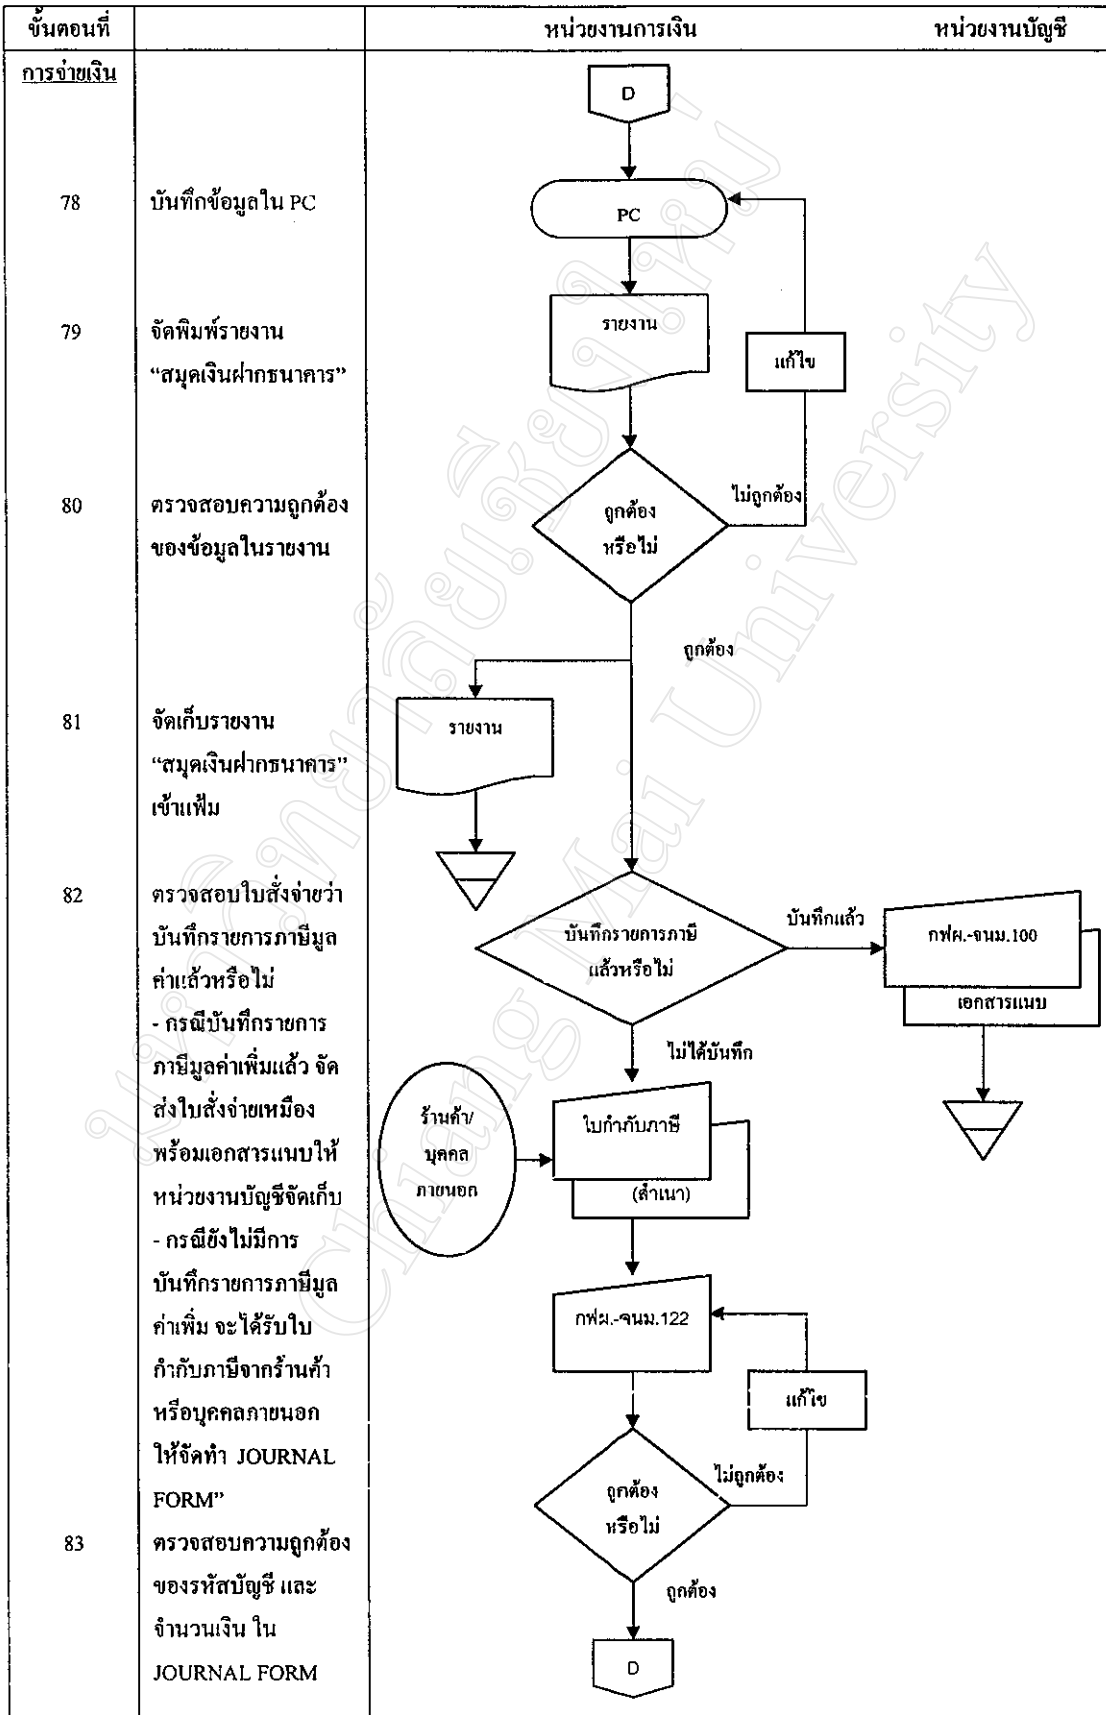 ขั้นตอนที่ หน่วยงานการเงิน หน่วยงานบัญชี
การจ่ายเงิน
D
78 บันทึกข้อมูลใน PC
PC
79 จัดพิมพ์รายงาน
“สมุดเงินฝากธนาคาร”
รายงาน
แก้ไข
80 ตรวจสอบความถูกต้อง
ของข้อมูลในรายงาน
ถูกต้อง
หรือไม่
ไม่ถูกต้อง
ถูกต้อง
81 จัดเก็บรายงาน
“สมุดเงินฝากธนาคาร”
เข้าแฟ้ม
รายงาน
82 ตรวจสอบใบสั่งจ่ายว่า
บันทึกรายการภาษีมูล
ค่าแล้วหรือไม่
- กรณีบันทึกรายการ
ภาษีมูลค่าเพิ่มแล้ว จัด
ส่งใบสั่งจ่ายเหมือง
พร้อมเอกสารแนบให้
หน่วยงานบัญชีจัดเก็บ
- กรณียังไม่มีการ
บันทึกรายการภาษีมูล
ค่าเพิ่ม จะได้รับใบ
กำกับภาษีจากร้านค้า
หรือบุคคลภายนอก
ให้จัดทำ JOURNAL
FORM”
บันทึกรายการภาษี
แล้วหรือไม่
บันทึกแล้ว
กฟผ.-จนม.100
เอกสารแนบ
ไม่ได้บันทึก
ร้านค้า/
บุคคล
ภายนอก
ใบกำกับภาษี
(สำเนา)
กฟผ.-จนม.122
แก้ไข
83 ตรวจสอบความถูกต้อง
ของรหัสบัญชี และ
จำนวนเงิน ใน
JOURNAL FORM
ถูกต้อง
หรือไม่
ไม่ถูกต้อง
ถูกต้อง
D
มหาวิทยาลัยเชียงใหม่
Chiang Mai University